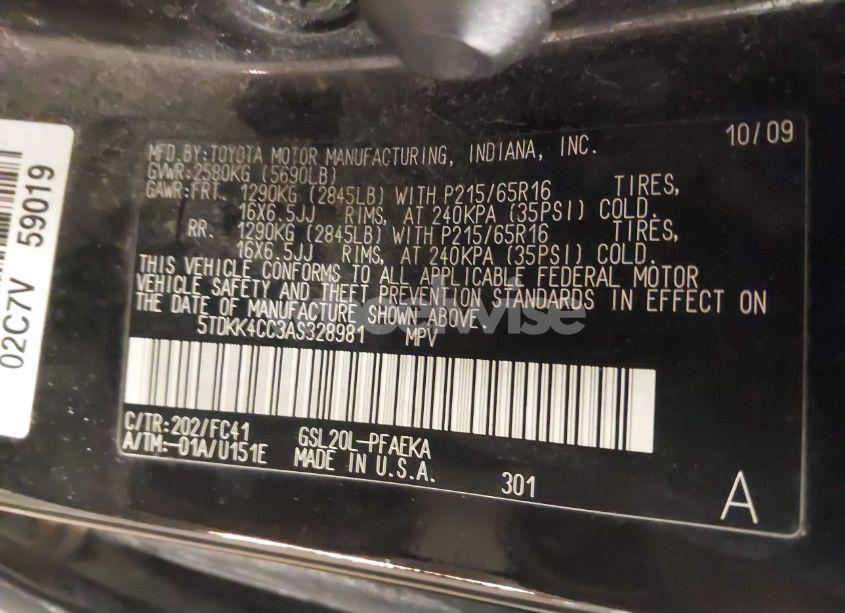 MFD.BY:TOYOTA MOTOR MANUFACTURING, INDIANA, INC. 10/09
GVWR:2580KG (5690LB)
GAWR:FRT. 1290KG (2845LB) WITH P215/65R16 TIRES,
16X6.5JJ RIMS, AT 240KPA (35PSI) COLD.
RR. 1290KG (2845LB) WITH P215/65R16 TIRES,
16X6.5JJ RIMS, AT 240KPA (35PSI) COLD.
THIS VEHICLE CONFORMS TO ALL APPLICABLE FEDERAL MOTOR
VEHICLE SAFETY AND THEFT PREVENTION STANDARDS IN EFFECT ON
THE DATE OF MANUFACTURE SHOWN ABOVE.
5TDKK4CC3AS328981 MPV
C/TR:202/FC41 GSL20L-PFAEKA
A/TM:-01A/U151E MADE IN U.S.A. 301
A
02C7V 59019